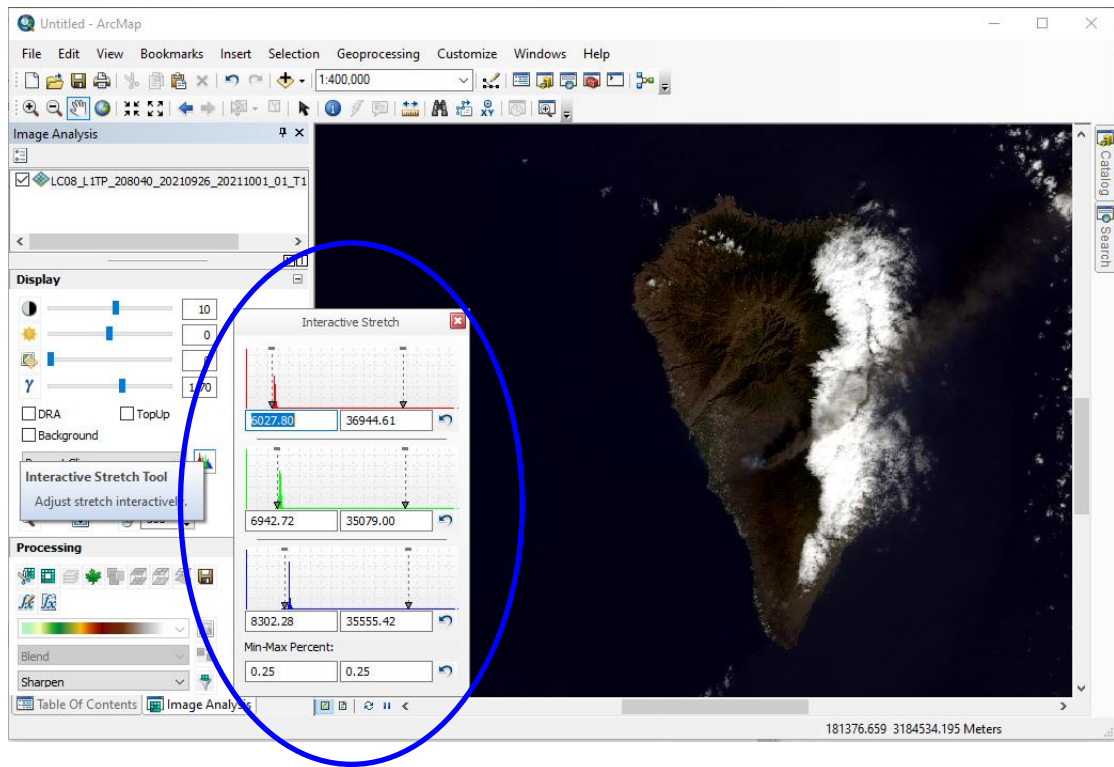 Untitled - ArcMap
File Edit View Bookmarks Insert Selection Geoprocessing Customize Windows Help
1:400,000
Image Analysis
LC08_L1TP_208040_20210926_20211001_01_T1
Catalog
Search
Display
10
0
γ
DRA TopUp
Background
Interactive Stretch Tool
Adjust stretch interactively.
Processing
Blend
Sharpen
Table Of Contents Image Analysis
Interactive Stretch
6027.80 36944.61
6942.72 35079.00
8302.28 35555.42
Min-Max Percent:
0.25 0.25
181376.659 3184534.195 Meters